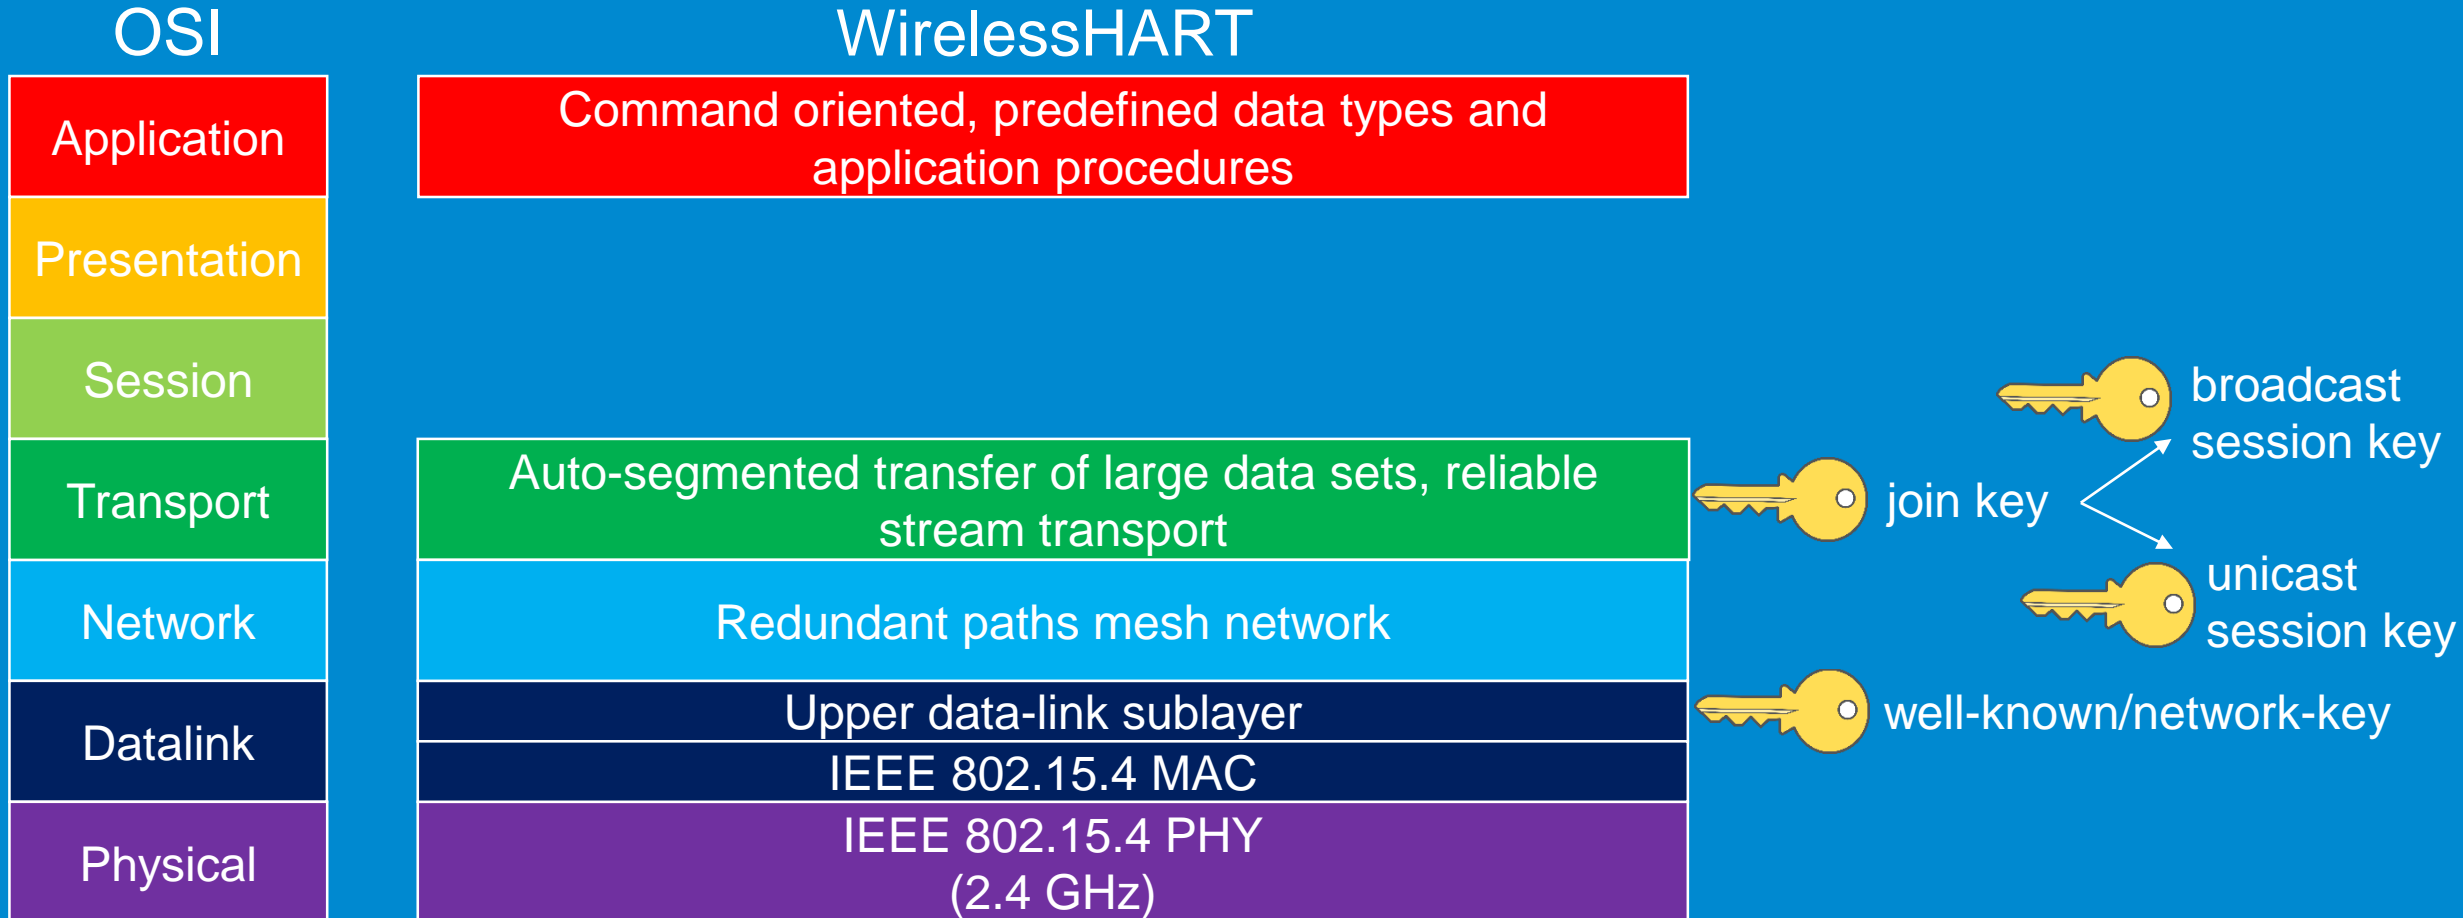 OSI
WirelessHART
Application
Command oriented, predefined data types and
application procedures
Presentation
Session
Transport
Auto-segmented transfer of large data sets, reliable
stream transport
join key
broadcast
session key
unicast
session key
Network
Redundant paths mesh network
Datalink
Upper data-link sublayer
well-known/network-key
IEEE 802.15.4 MAC
Physical
IEEE 802.15.4 PHY
(2.4 GHz)